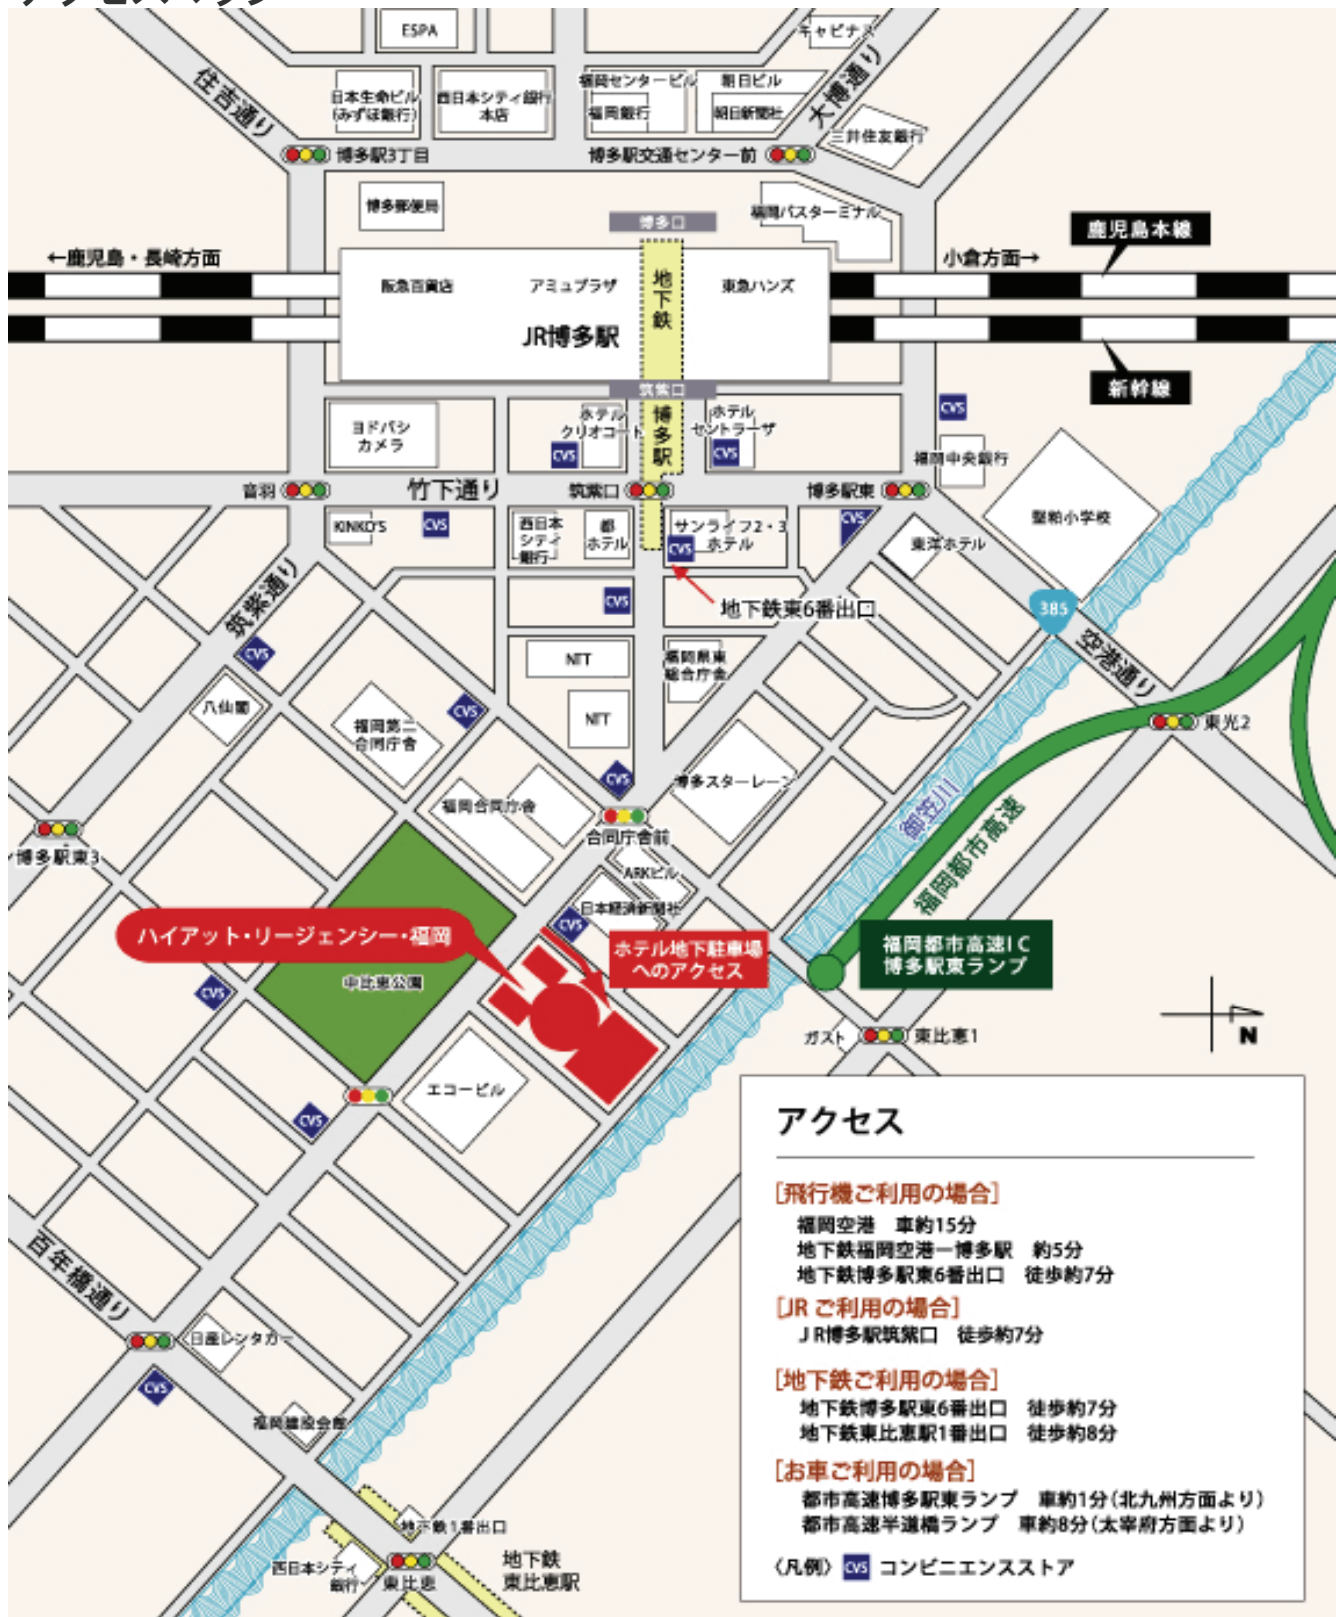 ESPA
キャピナス
住吉通り
日本生命ビル
(みずほ銀行)
西日本シティ銀行
本店
福岡センタービル
福岡銀行
朝日ビル
朝日新聞社
大博通り
三井住友銀行
博多駅3丁目
博多駅交通センター前
博多郵便局
博多口
福岡バスターミナル
鹿児島本線
←鹿児島・長崎方面
小倉方面→
阪急百貨店
アミュプラザ
地下鉄
東急ハンズ
JR博多駅
新幹線
筑紫口
ヨドバシ
カメラ
ホテル
クリオコート
CVS
博多駅
ホテル
セントラーザ
CVS
CVS
福岡中央銀行
音羽
竹下通り
筑紫口
博多駅東
KINKO'S
CVS
西日本
シティ
銀行
都
ホテル
サンライフ2・3
ホテル
CVS
CVS
東洋ホテル
堅粕小学校
地下鉄東6番出口
385
空港通り
筑紫通り
CVS
CVS
NTT
福岡県東
総合庁舎
八仙閣
福岡第二
合同庁舎
CVS
NTT
東光2
CVS
博多スターレーン
福岡合同庁舎
御笠川
福岡都市高速
合同庁舎前
博多駅東3
ARKビル
日本経済新聞社
CVS
ハイアット・リージェンシー・福岡
ホテル地下駐車場
へのアクセス
福岡都市高速IC
博多駅東ランプ
中比恵公園
CVS
N
ガスト
東比恵1
エコービル
CVS
百年橋通り
日産レンタカー
CVS
福岡建設会館
地下鉄1番出口
西日本シティ
銀行
東比恵
地下鉄
東比恵駅
アクセス
[飛行機ご利用の場合]
福岡空港 車約15分
地下鉄福岡空港ー博多駅 約5分
地下鉄博多駅東6番出口 徒歩約7分
[JR ご利用の場合]
JR博多駅筑紫口 徒歩約7分
[地下鉄ご利用の場合]
地下鉄博多駅東6番出口 徒歩約7分
地下鉄東比恵駅1番出口 徒歩約8分
[お車ご利用の場合]
都市高速博多駅東ランプ 車約1分(北九州方面より)
都市高速半道橋ランプ 車約8分(太宰府方面より)
〈凡例〉 CVS コンビニエンスストア